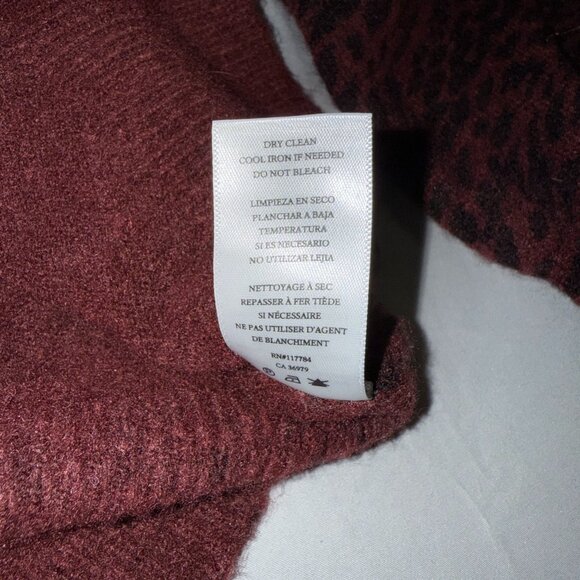 DRY CLEAN
COOL IRON IF NEEDED
DO NOT BLEACH
LIMPIEZA EN SECO
PLANCHAR A BAJA
TEMPERATURA
SI ES NECESARIO
NO UTILIZAR LEJIA
NETTOYAGE À SEC
REPASSER À FER TIÈDE
SI NÉCESSAIRE
NE PAS UTILISER D'AGENT
DE BLANCHIMENT
RN#117784
CA 36979